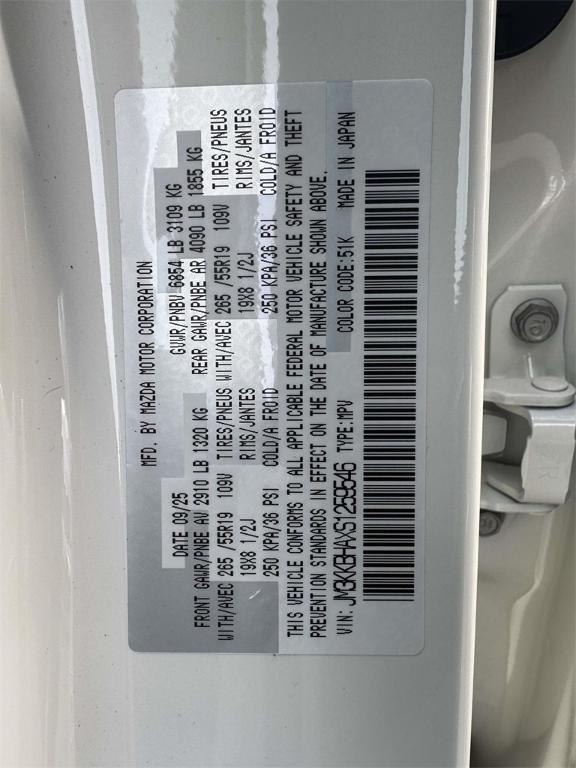 MFD. BY MAZDA MOTOR CORPORATION
DATE 09/25 GVWR/PNBV 6854 LB 3109 KG
FRONT GAWR/PNBE AV 2910 LB 1320 KG REAR GAWR/PNBE AR 4090 LB 1855 KG
WITH/AVEC 265 /55R19 109V TIRES/PNEUS WITH/AVEC 265 /55R19 109V TIRES/PNEUS
19X8 1/2J RIMS/JANTES 19X8 1/2J RIMS/JANTES
250 KPA/36 PSI COLD/A FROID 250 KPA/36 PSI COLD/A FROID
THIS VEHICLE CONFORMS TO ALL APPLICABLE FEDERAL MOTOR VEHICLE SAFETY AND THEFT
PREVENTION STANDARDS IN EFFECT ON THE DATE OF MANUFACTURE SHOWN ABOVE.
VIN: JM3KKBHAXS1259546 TYPE: MPV COLOR CODE: 51K MADE IN JAPAN